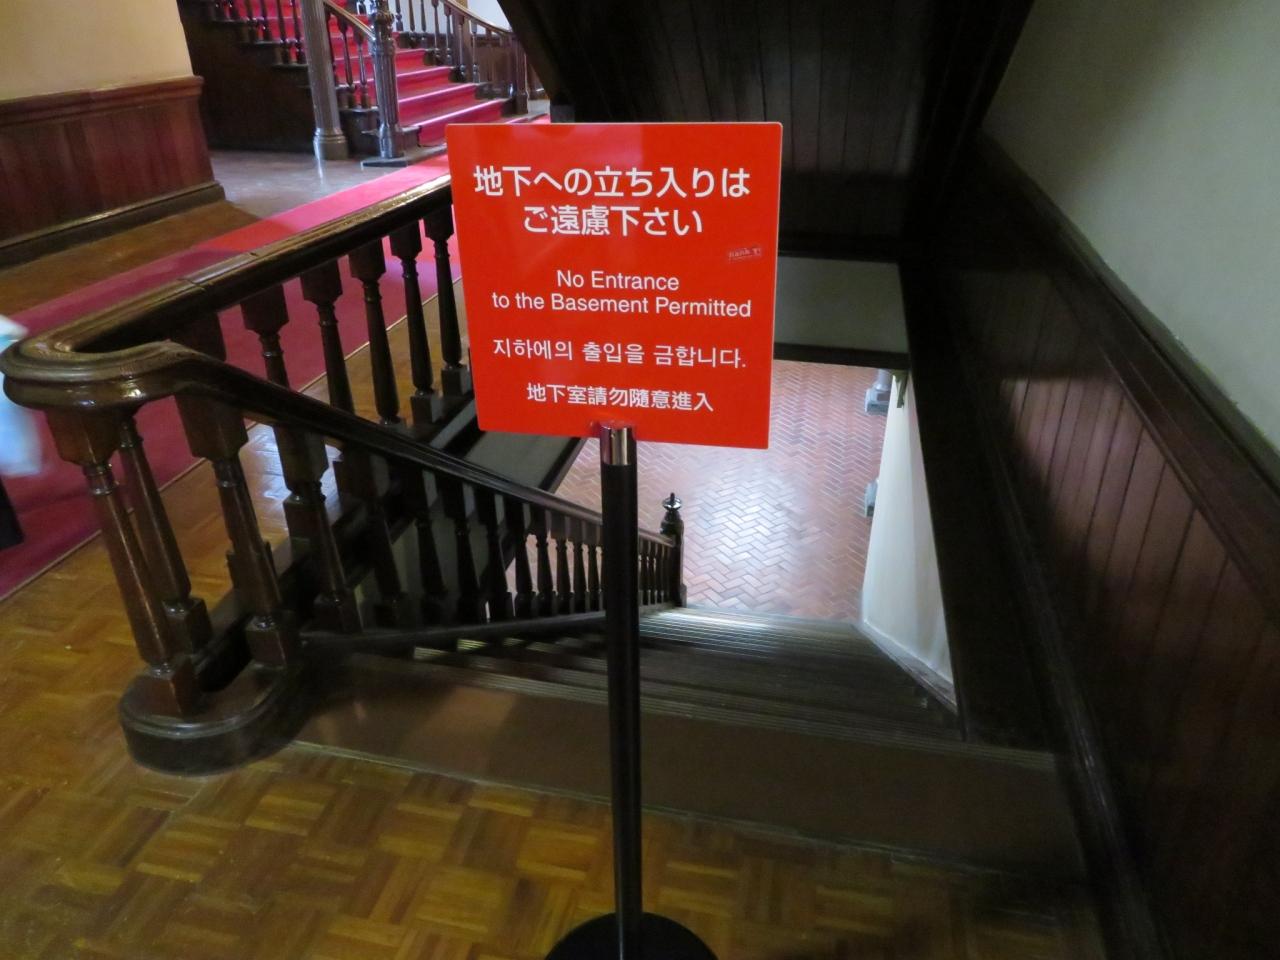 地下への立ち入りは
ご遠慮下さい
No Entrance
to the Basement Permitted
지하에의 출입을 금합니다.
地下室請勿隨意進入